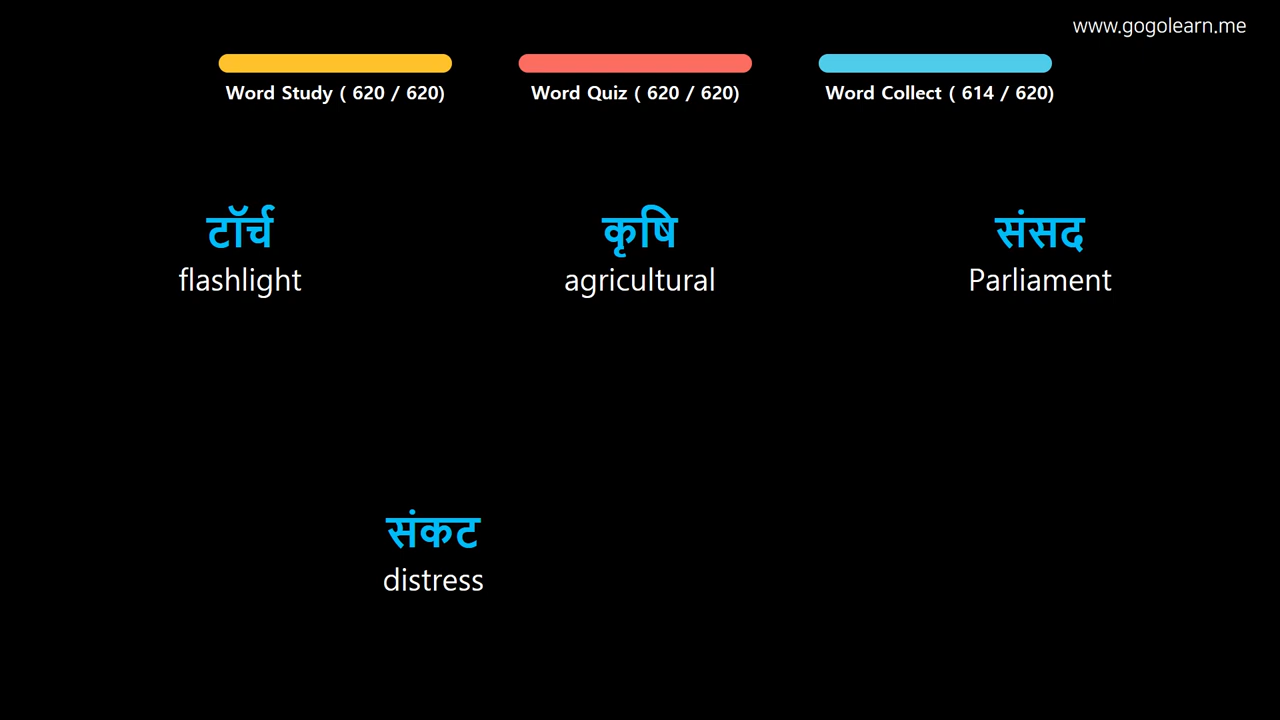 www.gogolearn.me
Word Study ( 620 / 620)
Word Quiz ( 620 / 620)
Word Collect ( 614 / 620)
टॉर्च
flashlight
कृषि
agricultural
संसद
Parliament
संकट
distress